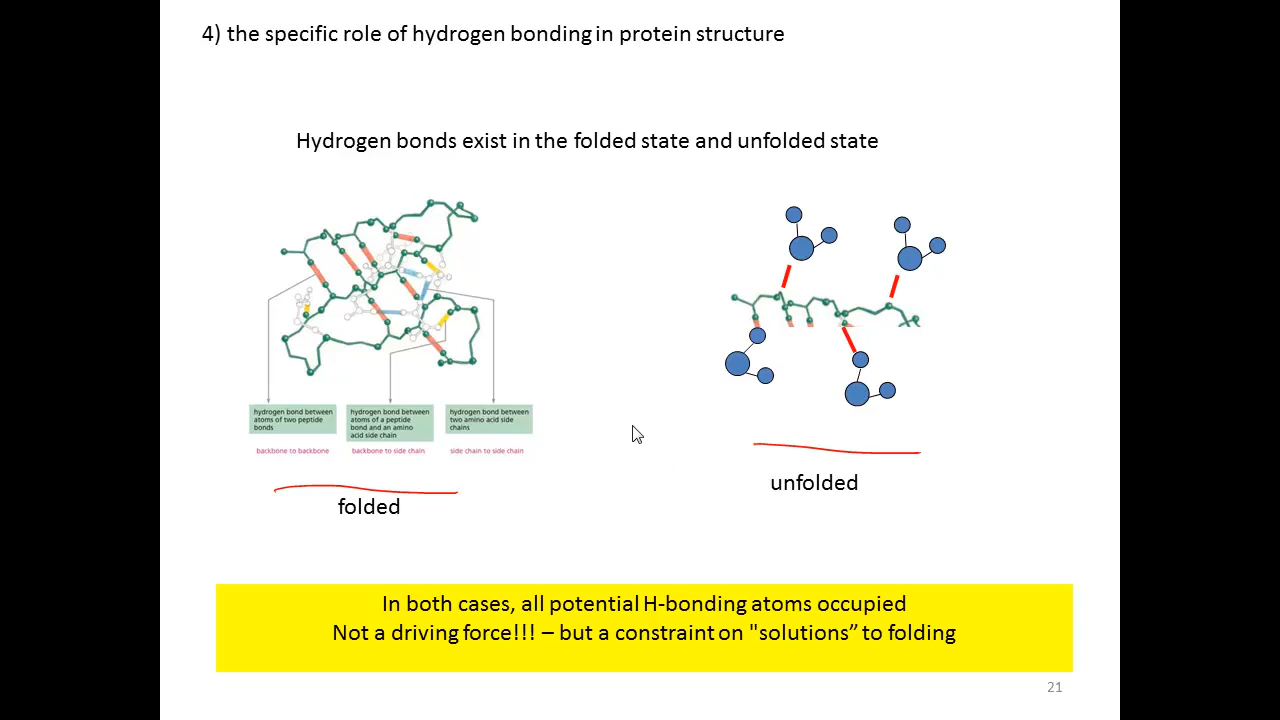 4) the specific role of hydrogen bonding in protein structure
Hydrogen bonds exist in the folded state and unfolded state
hydrogen bond between
atoms of two peptide
bonds
hydrogen bond between
atoms of a peptide
bond and an amino
acid side chain
hydrogen bond between
two amino acid side
chains
backbone to backbone
backbone to side chain
side chain to side chain
folded
unfolded
In both cases, all potential H-bonding atoms occupied
Not a driving force!!! – but a constraint on "solutions” to folding
21